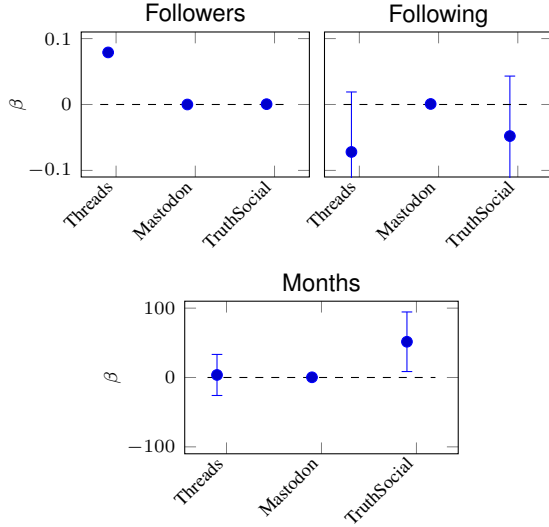 Followers
Following
0.1
0
−0.1
β
Threads
Mastodon
TruthSocial
Threads
Mastodon
TruthSocial
Months
100
0
−100
β
Threads
Mastodon
TruthSocial